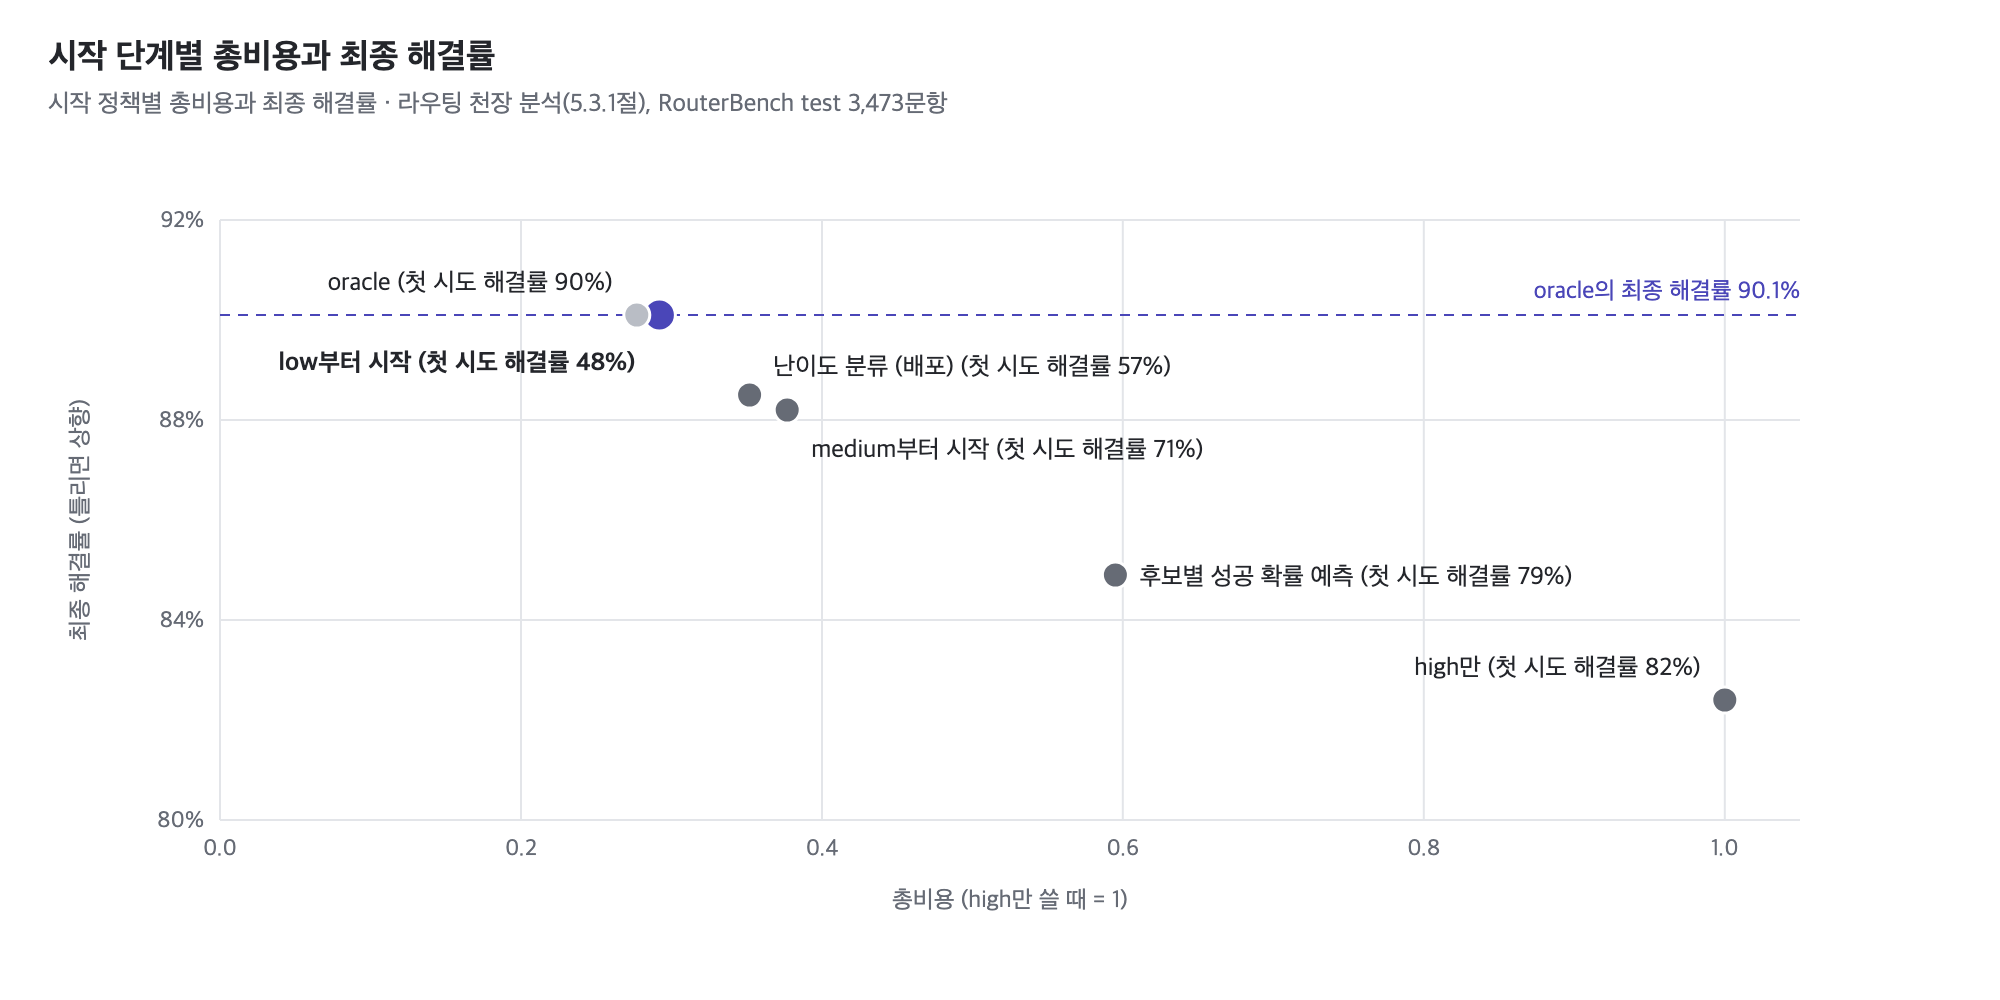 시작 단계별 총비용과 최종 해결률
시작 정책별 총비용과 최종 해결률 · 라우팅 천장 분석(5.3.1절), RouterBench test 3,473문항
92%
oracle (첫 시도 해결률 90%)
oracle의 최종 해결률 90.1%
low부터 시작 (첫 시도 해결률 48%)
난이도 분류 (배포) (첫 시도 해결률 57%)
88%
medium부터 시작 (첫 시도 해결률 71%)
최종 해결률 (틀리면 상향)
후보별 성공 확률 예측 (첫 시도 해결률 79%)
84%
high만 (첫 시도 해결률 82%)
80%
0.0 0.2 0.4 0.6 0.8 1.0
총비용 (high만 쓸 때 = 1)